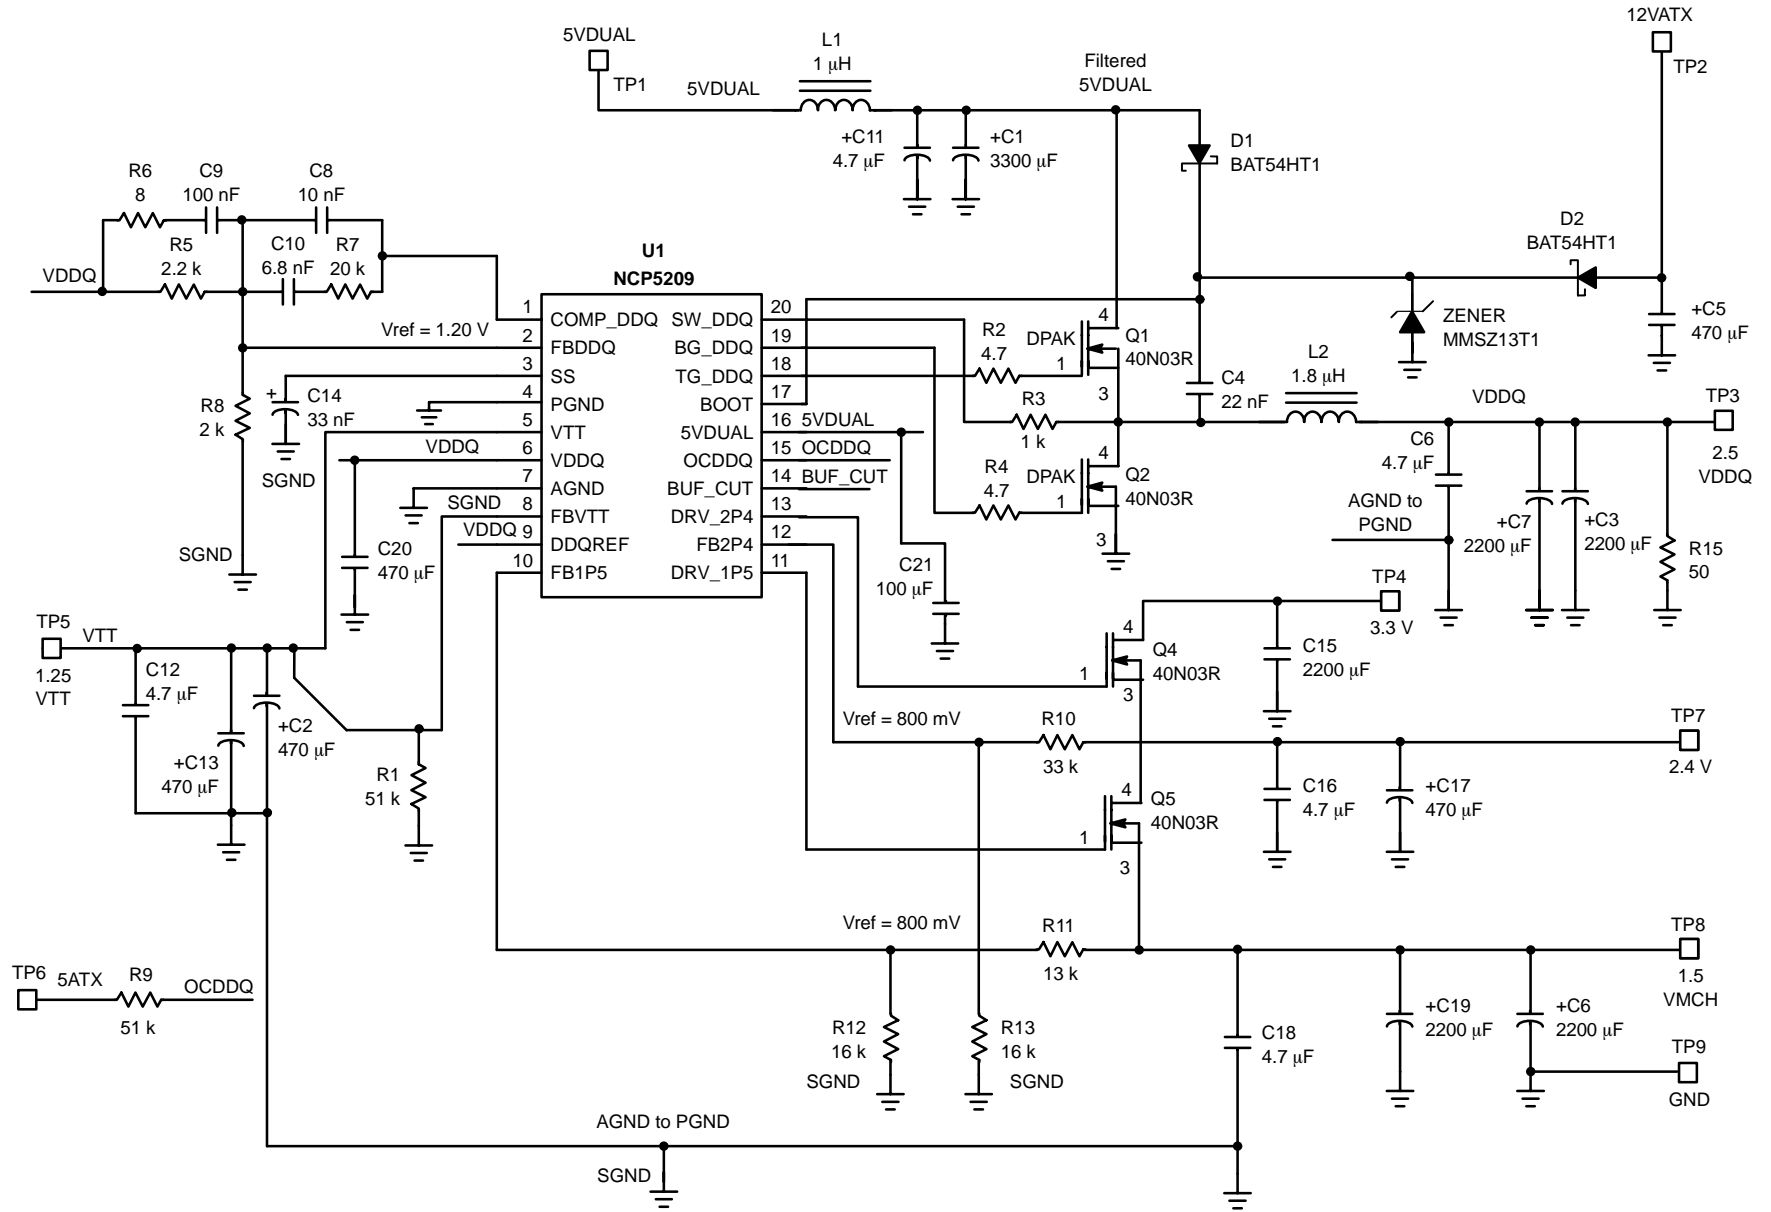 5VDUAL
TP1
5VDUAL
L1
1 μH
Filtered
5VDUAL
12VATX
TP2
+C11
4.7 μF
+C1
3300 μF
D1
BAT54HT1
D2
BAT54HT1
ZENER
MMSZ13T1
+C5
470 μF
R6
8
C9
100 nF
C8
10 nF
R5
2.2 k
C10
6.8 nF
R7
20 k
VDDQ
Vref = 1.20 V
R8
2 k
SGND
+
C14
33 nF
SGND
VDDQ
SGND
VDDQ
C20
470 μF
U1
NCP5209
1
COMP_DDQ
2
FBDDQ
3
SS
4
PGND
5
VTT
6
VDDQ
7
AGND
8
FBVTT
9
DDQREF
10
FB1P5
SW_DDQ
20
BG_DDQ
19
TG_DDQ
18
BOOT
17
5VDUAL
16
5VDUAL
OCDDQ
15
OCDDQ
BUF_CUT
14
BUF_CUT
DRV_2P4
13
FB2P4
12
DRV_1P5
11
C21
100 μF
R2
4.7
DPAK
4
1
3
Q1
40N03R
R3
1 k
R4
4.7
DPAK
4
1
3
Q2
40N03R
C4
22 nF
L2
1.8 μH
VDDQ
TP3
2.5
VDDQ
C6
4.7 μF
AGND to
PGND
+C7
2200 μF
+C3
2200 μF
R15
50
TP4
3.3 V
4
1
3
Q4
40N03R
C15
2200 μF
Vref = 800 mV
R10
33 k
TP7
2.4 V
C16
4.7 μF
+C17
470 μF
4
1
3
Q5
40N03R
TP5
VTT
1.25
VTT
C12
4.7 μF
+C13
470 μF
+C2
470 μF
R1
51 k
Vref = 800 mV
R11
13 k
TP8
1.5
VMCH
R12
16 k
SGND
R13
16 k
SGND
C18
4.7 μF
+C19
2200 μF
+C6
2200 μF
TP9
GND
TP6
5ATX
R9
51 k
OCDDQ
AGND to PGND
SGND